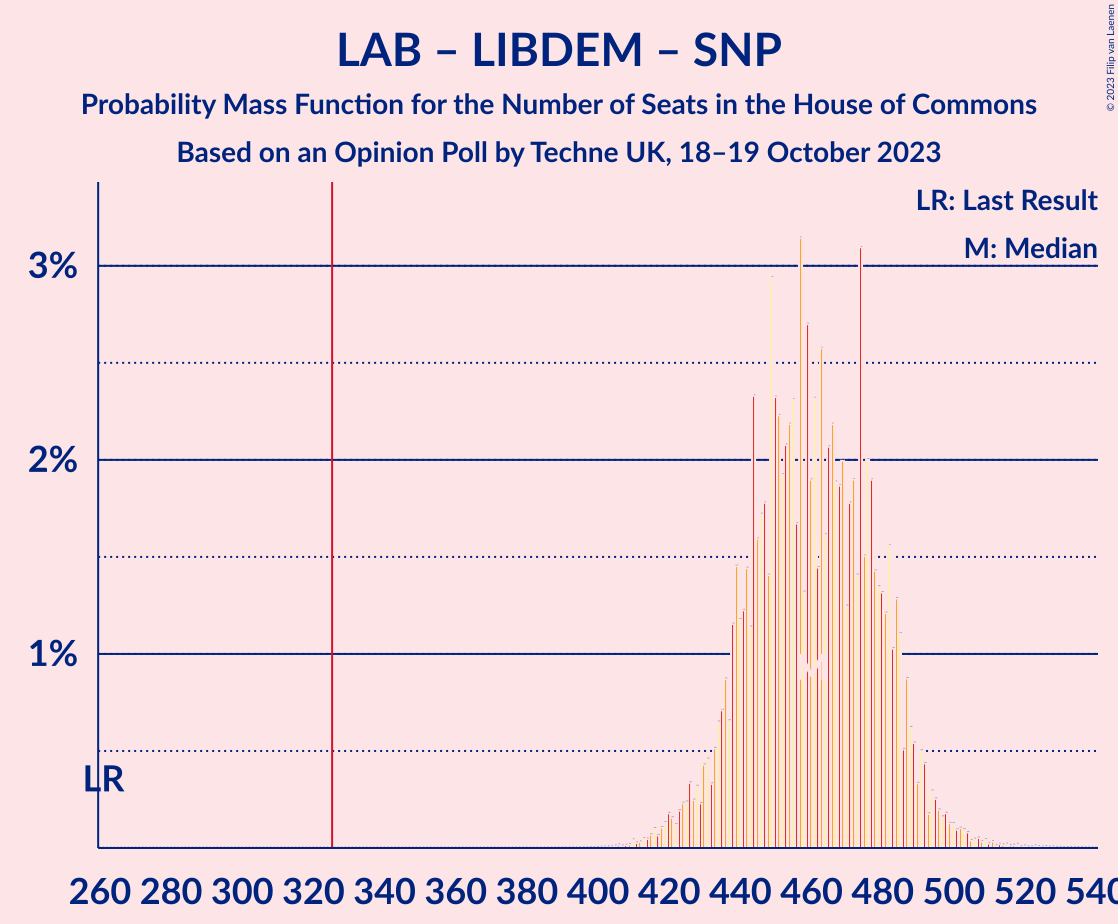 LAB – LIBDEM – SNP
Probability Mass Function for the Number of Seats in the House of Commons
Based on an Opinion Poll by Techne UK, 18–19 October 2023
© 2023 Filip van Laenen
LR: Last Result
M: Median
3%
2%
1%
M
LR
260 280 300 320 340 360 380 400 420 440 460 480 500 520 540